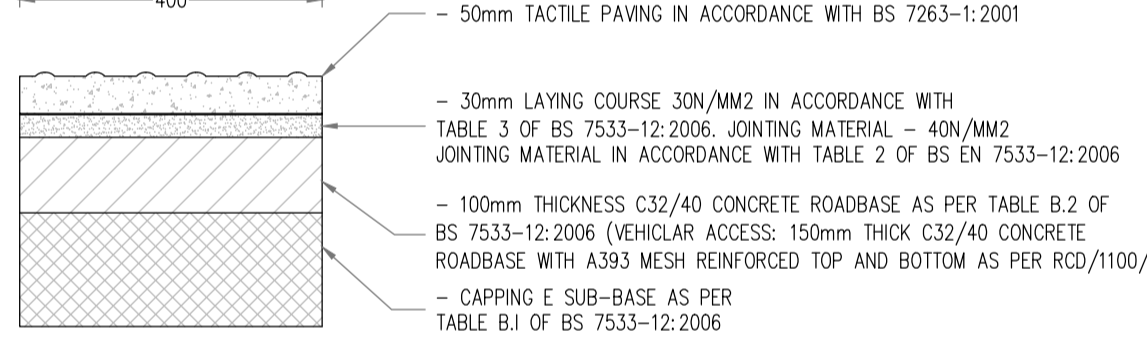 400
- 50mm TACTILE PAVING IN ACCORDANCE WITH BS 7263-1:2001
- 30mm LAYING COURSE 30N/MM2 IN ACCORDANCE WITH
TABLE 3 OF BS 7533-12:2006. JOINTING MATERIAL - 40N/MM2
JOINTING MATERIAL IN ACCORDANCE WITH TABLE 2 OF BS EN 7533-12:2006
- 100mm THICKNESS C32/40 CONCRETE ROADBASE AS PER TABLE B.2 OF
BS 7533-12:2006 (VEHICLAR ACCESS: 150mm THICK C32/40 CONCRETE
ROADBASE WITH A393 MESH REINFORCED TOP AND BOTTOM AS PER RCD/1100/
- CAPPING E SUB-BASE AS PER
TABLE B.I OF BS 7533-12:2006